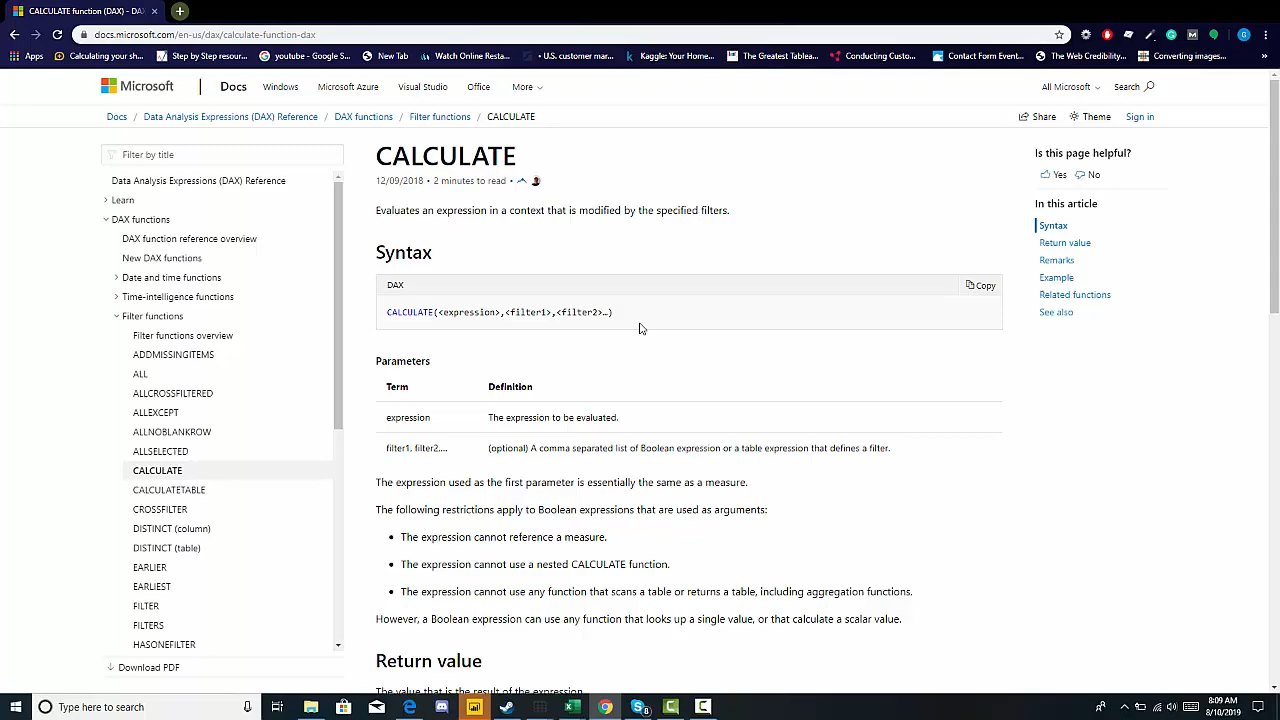 CALCULATE function (DAX) - DA
docs.microsoft.com/en-us/dax/calculate-function-dax
Apps Calculating your sh... Step by Step resour... youtube - Google S... New Tab Watch Online Resta... • U.S. customer mar... Kaggle: Your Home... The Greatest Tablea... Conducting Custo... Contact Form Event... The Web Credibility... Converting images... »
Microsoft Docs Windows Microsoft Azure Visual Studio Office More All Microsoft Search
Docs / Data Analysis Expressions (DAX) Reference / DAX functions / Filter functions / CALCULATE Share Theme Sign in
Filter by title
Data Analysis Expressions (DAX) Reference
Learn
DAX functions
DAX function reference overview
New DAX functions
Date and time functions
Time-intelligence functions
Filter functions
Filter functions overview
ADDMISSINGITEMS
ALL
ALLCROSSFILTERED
ALLEXCEPT
ALLNOBLANKROW
ALLSELECTED
CALCULATE
CALCULATETABLE
CROSSFILTER
DISTINCT (column)
DISTINCT (table)
EARLIER
EARLIEST
FILTER
FILTERS
HASONEFILTER
Download PDF
CALCULATE
12/09/2018 • 2 minutes to read •
Evaluates an expression in a context that is modified by the specified filters.
Syntax
DAX Copy
CALCULATE(<expression>,<filter1>,<filter2>…)
Parameters
Term Definition
expression The expression to be evaluated.
filter1, filter2,… (optional) A comma separated list of Boolean expression or a table expression that defines a filter.
The expression used as the first parameter is essentially the same as a measure.
The following restrictions apply to Boolean expressions that are used as arguments:
• The expression cannot reference a measure.
• The expression cannot use a nested CALCULATE function.
• The expression cannot use any function that scans a table or returns a table, including aggregation functions.
However, a Boolean expression can use any function that looks up a single value, or that calculate a scalar value.
Return value
The value that is the result of the expression.
Is this page helpful?
Yes No
In this article
Syntax
Return value
Remarks
Example
Related functions
See also
Type here to search
8:09 AM
8/10/2019